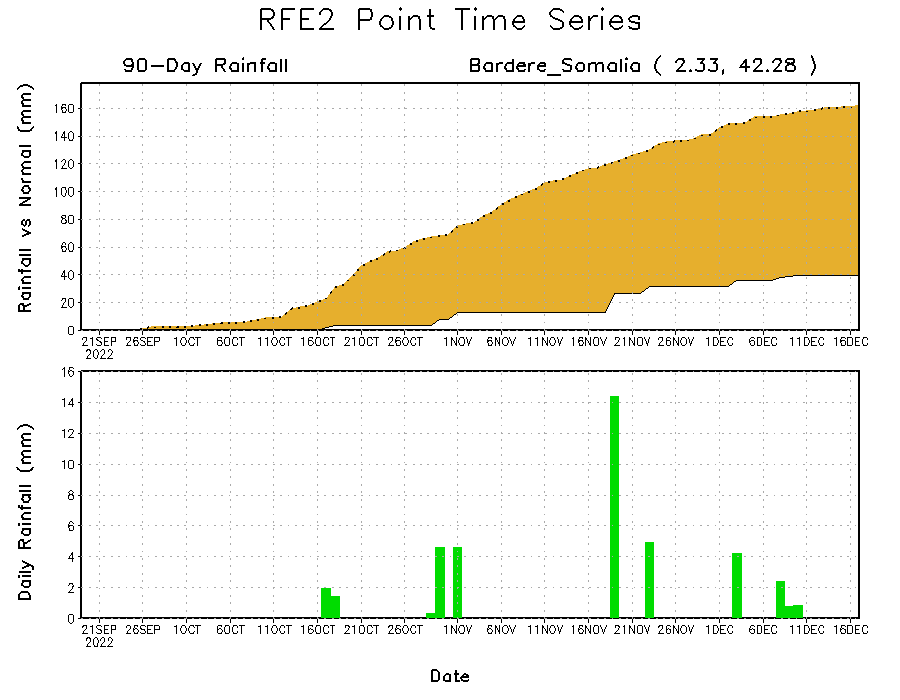 RFE2 Point Time Series
90-Day Rainfall Bardere_Somalia ( 2.33, 42.28 )
Rainfall vs Normal (mm)
160
140
120
100
80
60
40
20
0
21SEP 26SEP 1OCT 6OCT 11OCT 16OCT 21OCT 26OCT 1NOV 6NOV 11NOV 16NOV 21NOV 26NOV 1DEC 6DEC 11DEC 16DEC
2022
Daily Rainfall (mm)
16
14
12
10
8
6
4
2
0
21SEP 26SEP 1OCT 6OCT 11OCT 16OCT 21OCT 26OCT 1NOV 6NOV 11NOV 16NOV 21NOV 26NOV 1DEC 6DEC 11DEC 16DEC
2022
Date